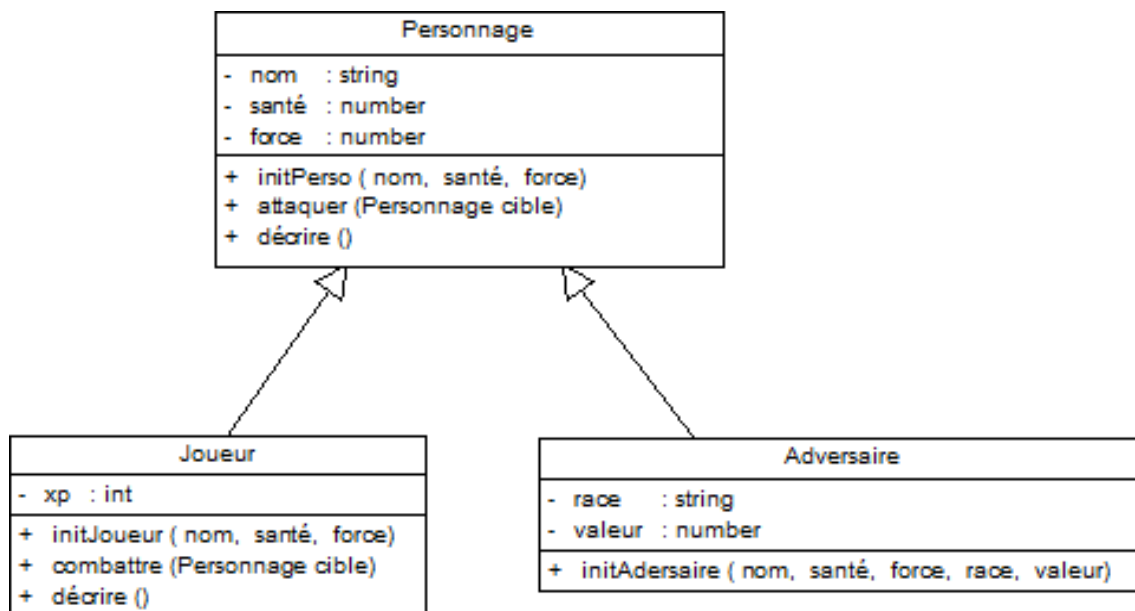 Personnage
- nom : string
- santé : number
- force : number
+ initPerso ( nom, santé, force)
+ attaquer (Personnage cible)
+ décrire ()
Joueur
- xp : int
+ initJoueur ( nom, santé, force)
+ combattre (Personnage cible)
+ décrire ()
Adversaire
- race : string
- valeur : number
+ initAdersaire ( nom, santé, force, race, valeur)